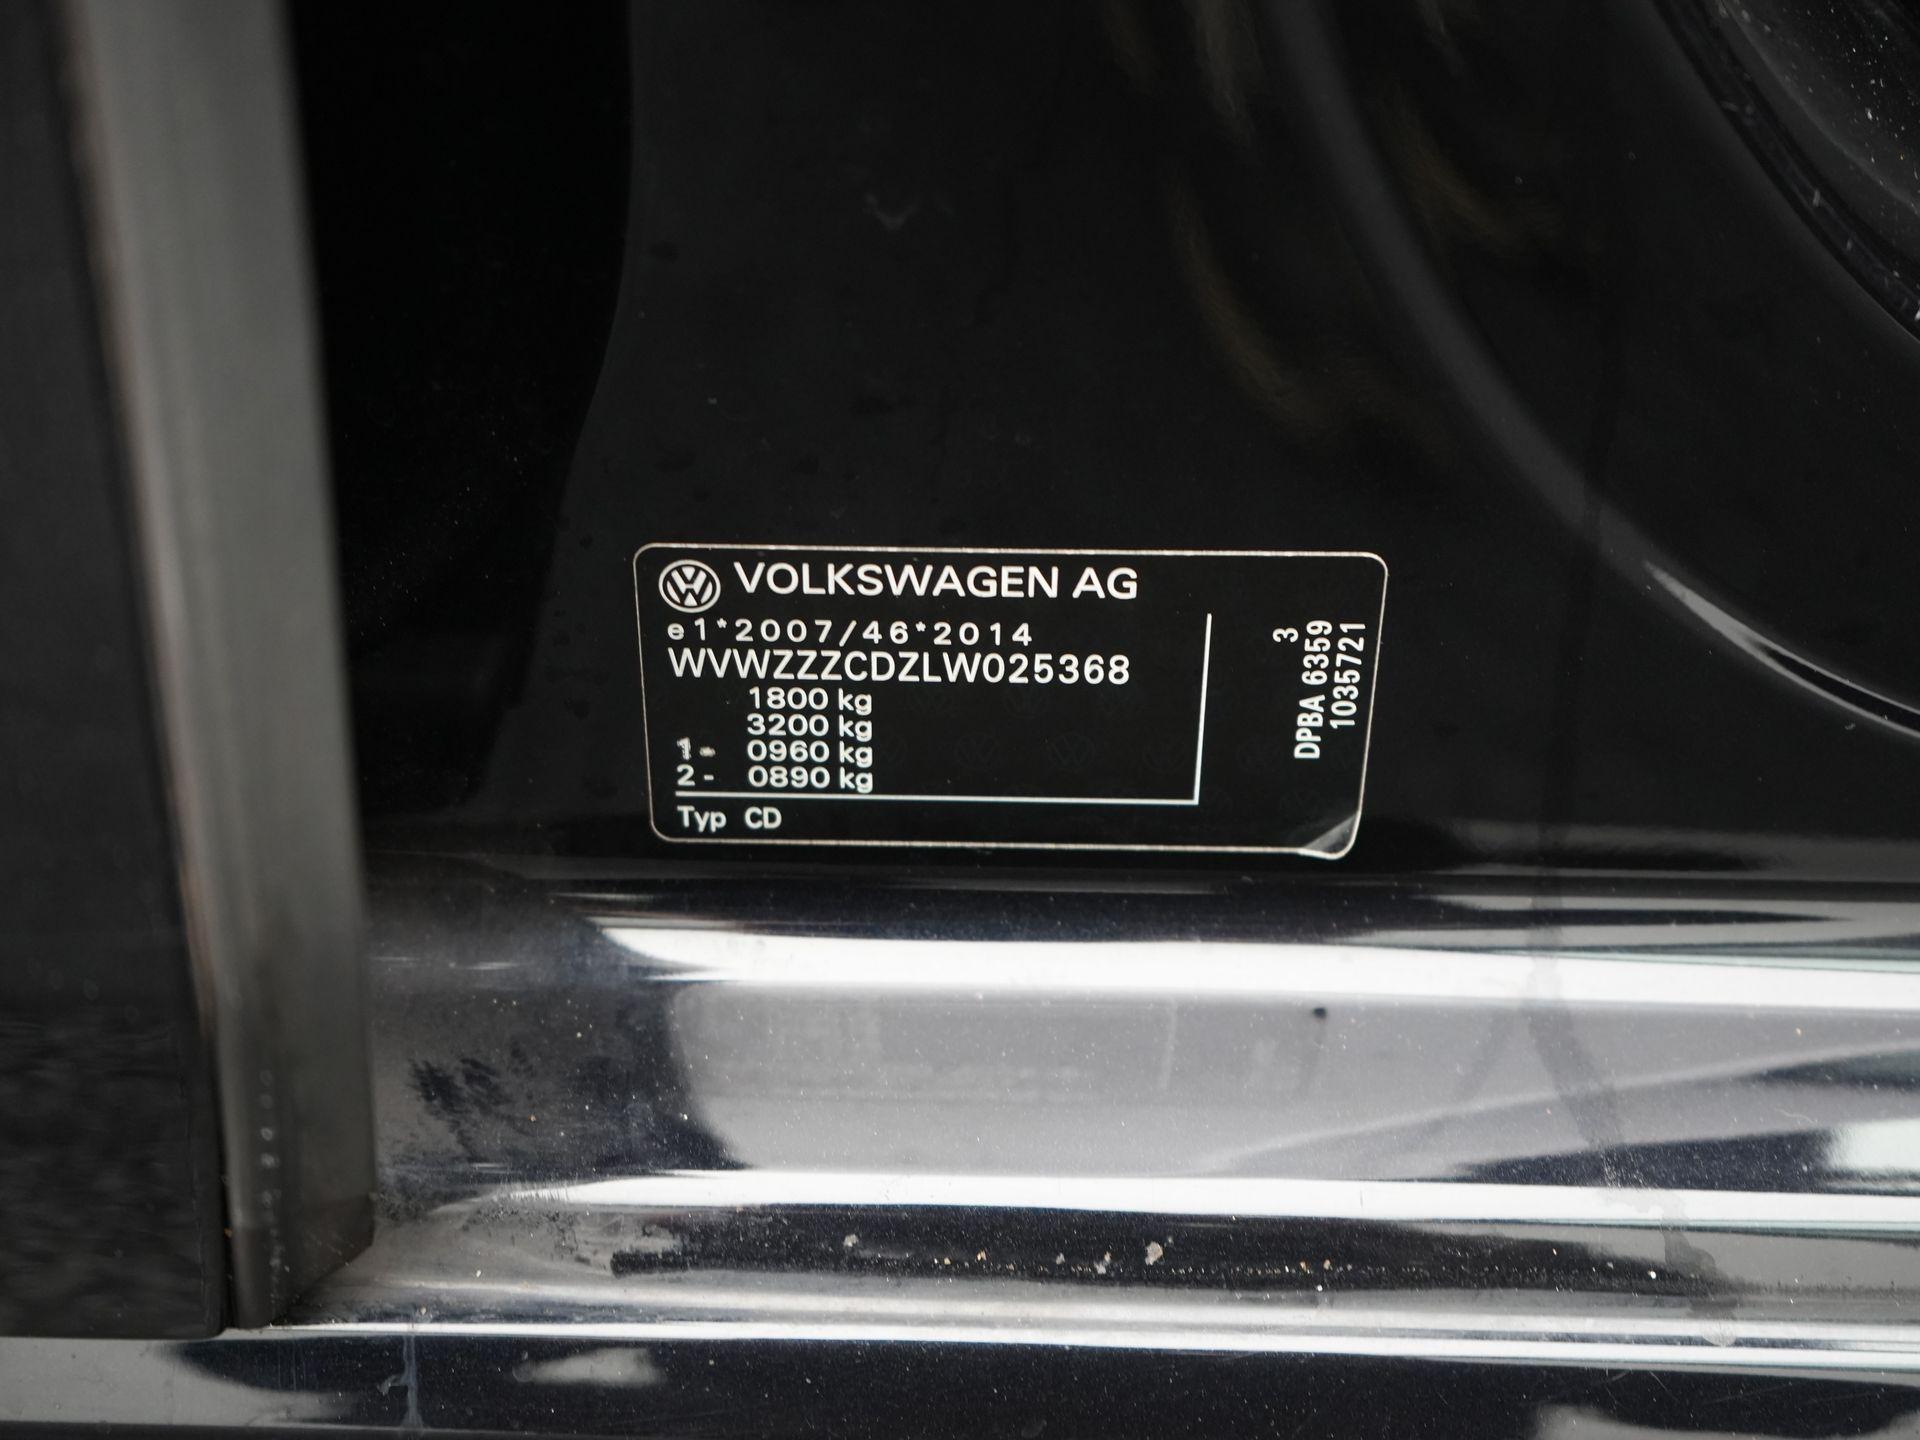 VOLKSWAGEN AG
e1*2007/46*2014
WVWZZZCDZLW025368
1800 kg
3200 kg
1- 0960 kg
2- 0890 kg
Typ CD
3
DPBA 6359
1035721